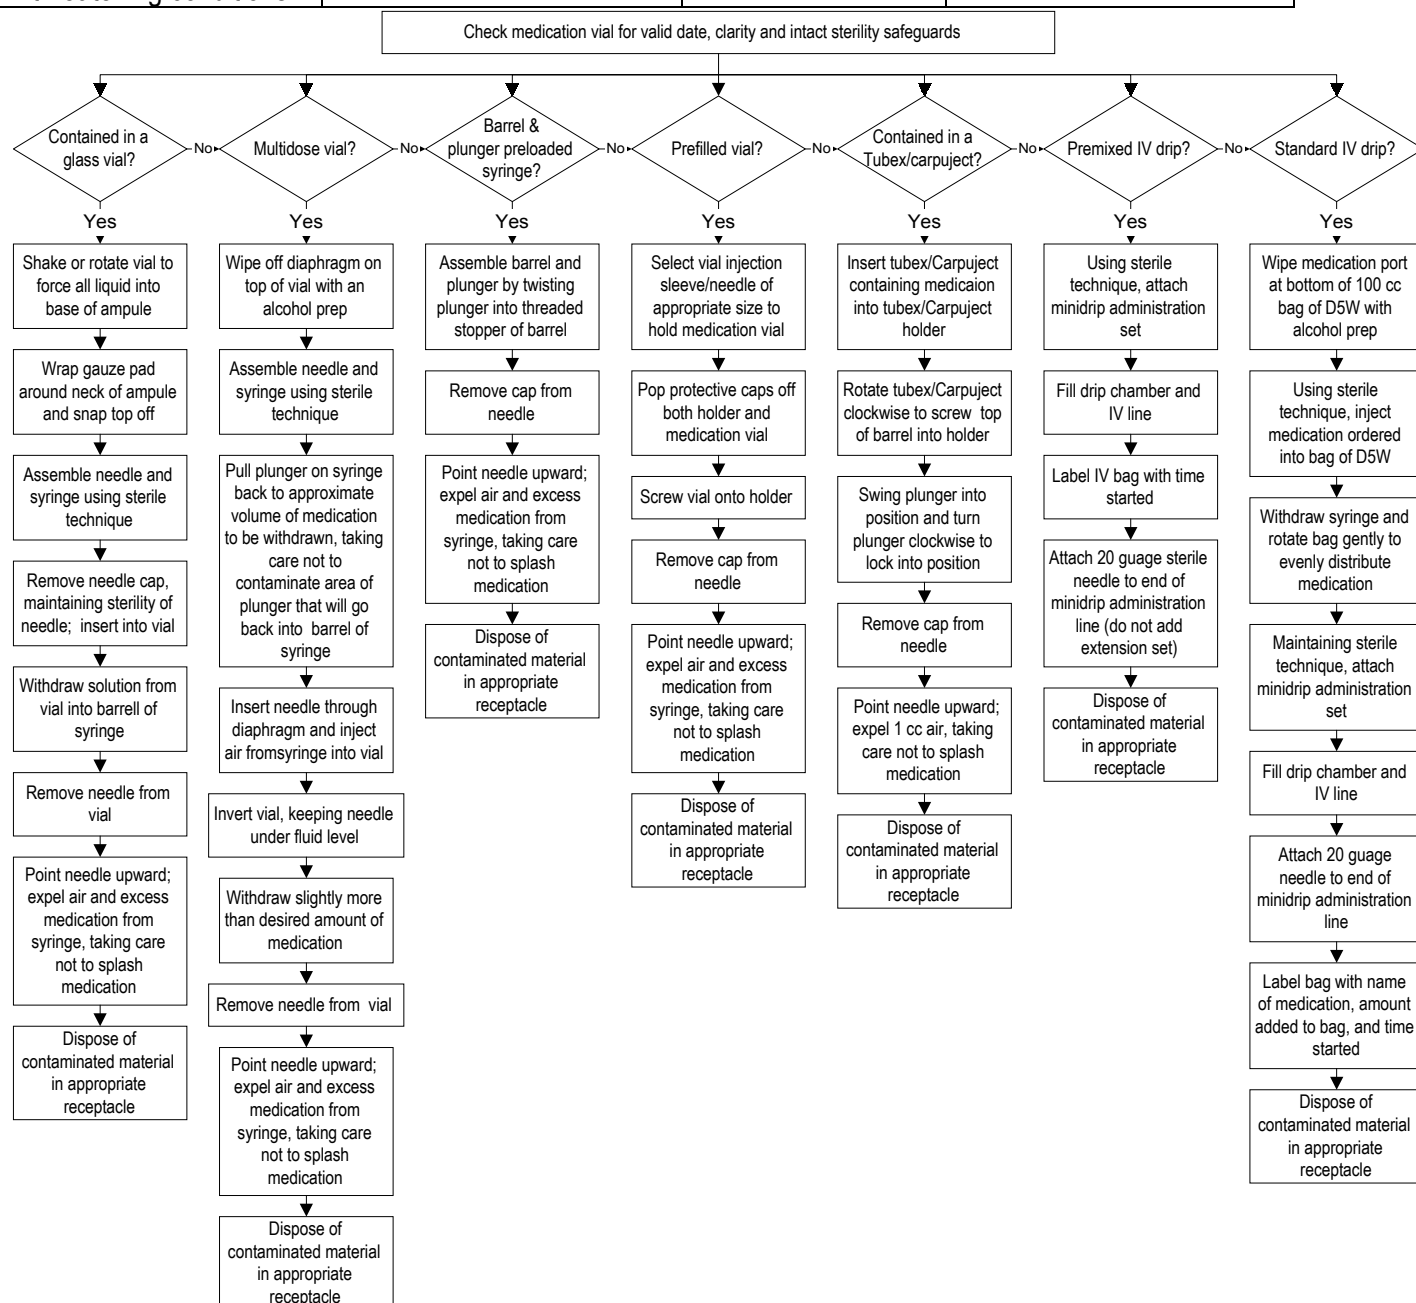 Check medication vial for valid date, clarity and intact sterility safeguards
Contained in a
glass vial?
No
Multidose vial?
No
Barrel &
plunger preloaded
syringe?
No
Prefilled vial?
No
Contained in a
Tubex/carpuject?
No
Premixed IV drip?
No
Standard IV drip?
Yes
Yes
Yes
Yes
Yes
Yes
Yes
Shake or rotate vial to
force all liquid into
base of ampule
Wrap gauze pad
around neck of ampule
and snap top off
Assemble needle and
syringe using sterile
technique
Remove needle cap,
maintaining sterility of
needle; insert into vial
Withdraw solution from
vial into barrell of
syringe
Remove needle from
vial
Point needle upward;
expel air and excess
medication from
syringe, taking care
not to splash
medication
Dispose of
contaminated material
in appropriate
receptacle
Wipe off diaphragm on
top of vial with an
alcohol prep
Assemble needle and
syringe using sterile
technique
Pull plunger on syringe
back to approximate
volume of medication
to be withdrawn, taking
care not to
contaminate area of
plunger that will go
back into barrel of
syringe
Insert needle through
diaphragm and inject
air fromsyringe into vial
Invert vial, keeping needle
under fluid level
Withdraw slightly more
than desired amount of
medication
Remove needle from vial
Point needle upward;
expel air and excess
medication from
syringe, taking care
not to splash
medication
Dispose of
contaminated material
in appropriate
receptacle
Assemble barrel and
plunger by twisting
plunger into threaded
stopper of barrel
Remove cap from
needle
Point needle upward;
expel air and excess
medication from
syringe, taking care
not to splash
medication
Dispose of
contaminated material
in appropriate
receptacle
Select vial injection
sleeve/needle of
appropriate size to
hold medication vial
Pop protective caps off
both holder and
medication vial
Screw vial onto holder
Remove cap from
needle
Point needle upward;
expel air and excess
medication from
syringe, taking care
not to splash
medication
Dispose of
contaminated material
in appropriate
receptacle
Insert tubex/Carpuject
containing medicaion
into tubex/Carpuject
holder
Rotate tubex/Carpuject
clockwise to screw top
of barrel into holder
Swing plunger into
position and turn
plunger clockwise to
lock into position
Remove cap from
needle
Point needle upward;
expel 1 cc air, taking
care not to splash
medication
Dispose of
contaminated material
in appropriate
receptacle
Using sterile
technique, attach
minidrip administration
set
Fill drip chamber and
IV line
Label IV bag with time
started
Attach 20 guage sterile
needle to end of
minidrip administration
line (do not add
extension set)
Dispose of
contaminated material
in appropriate
receptacle
Wipe medication port
at bottom of 100 cc
bag of D5W with
alcohol prep
Using sterile
technique, inject
medication ordered
into bag of D5W
Withdraw syringe and
rotate bag gently to
evenly distribute
medication
Maintaining sterile
technique, attach
minidrip administration
set
Fill drip chamber and
IV line
Attach 20 guage
needle to end of
minidrip administration
line
Label bag with name
of medication, amount
added to bag, and time
started
Dispose of
contaminated material
in appropriate
receptacle